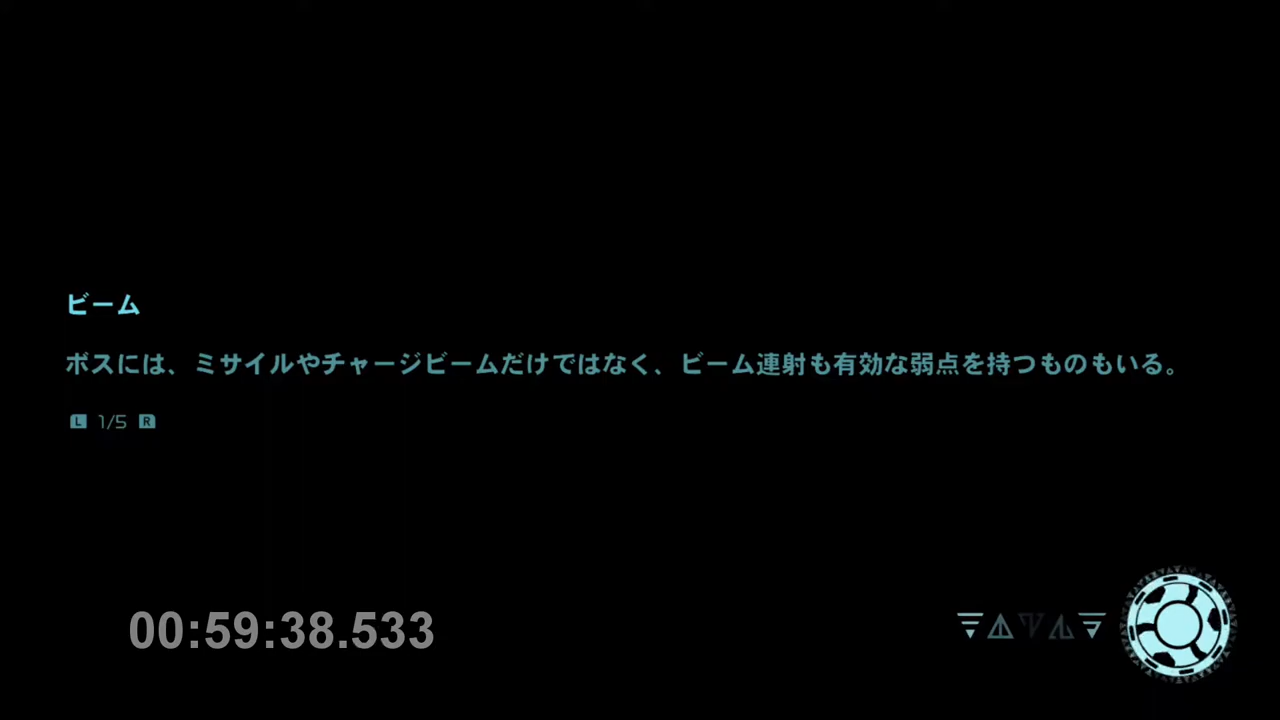 ビーム
ボスには、ミサイルやチャージビームだけではなく、ビーム連射も有効な弱点を持つものもいる。
L 1/5 R
00:59:38.533